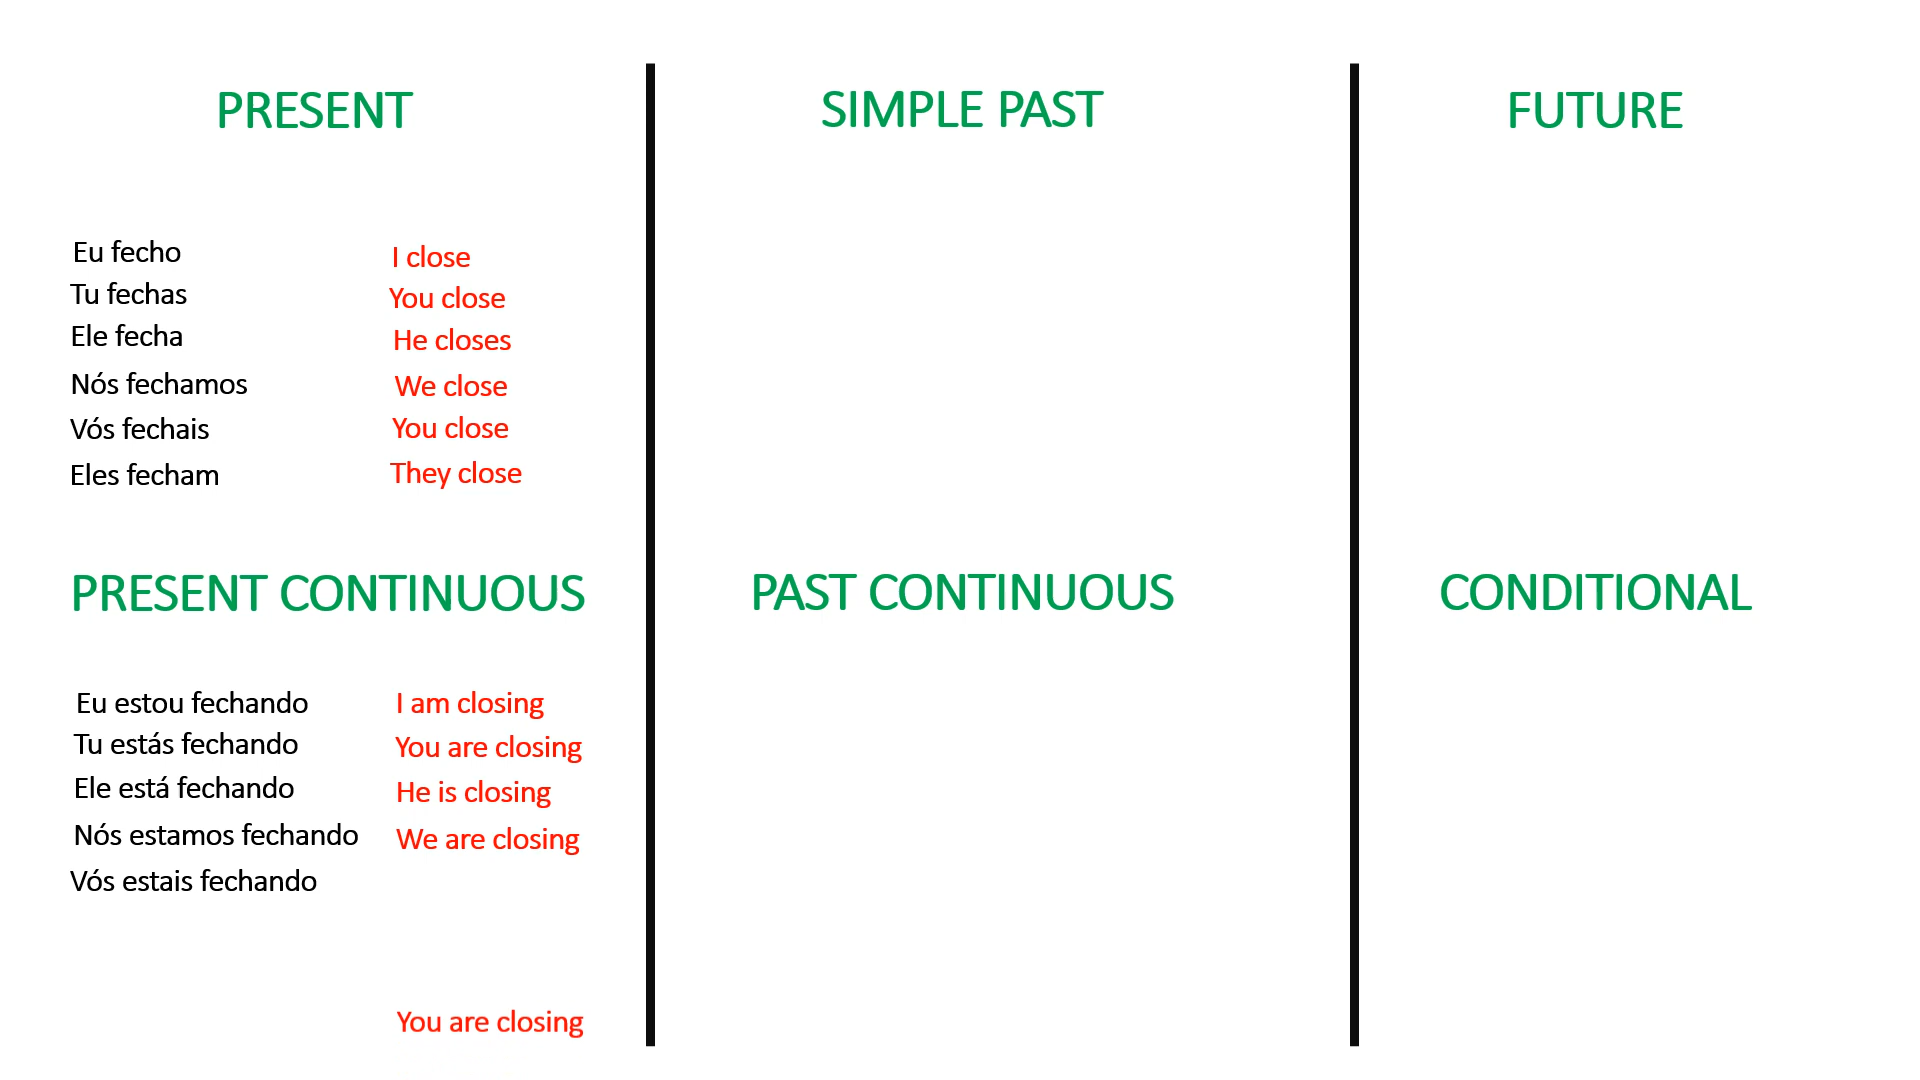 PRESENT
Eu fecho I close
Tu fechas You close
Ele fecha He closes
Nós fechamos We close
Vós fechais You close
Eles fecham They close
PRESENT CONTINUOUS
Eu estou fechando I am closing
Tu estás fechando You are closing
Ele está fechando He is closing
Nós estamos fechando We are closing
Vós estais fechando
You are closing
SIMPLE PAST
PAST CONTINUOUS
FUTURE
CONDITIONAL